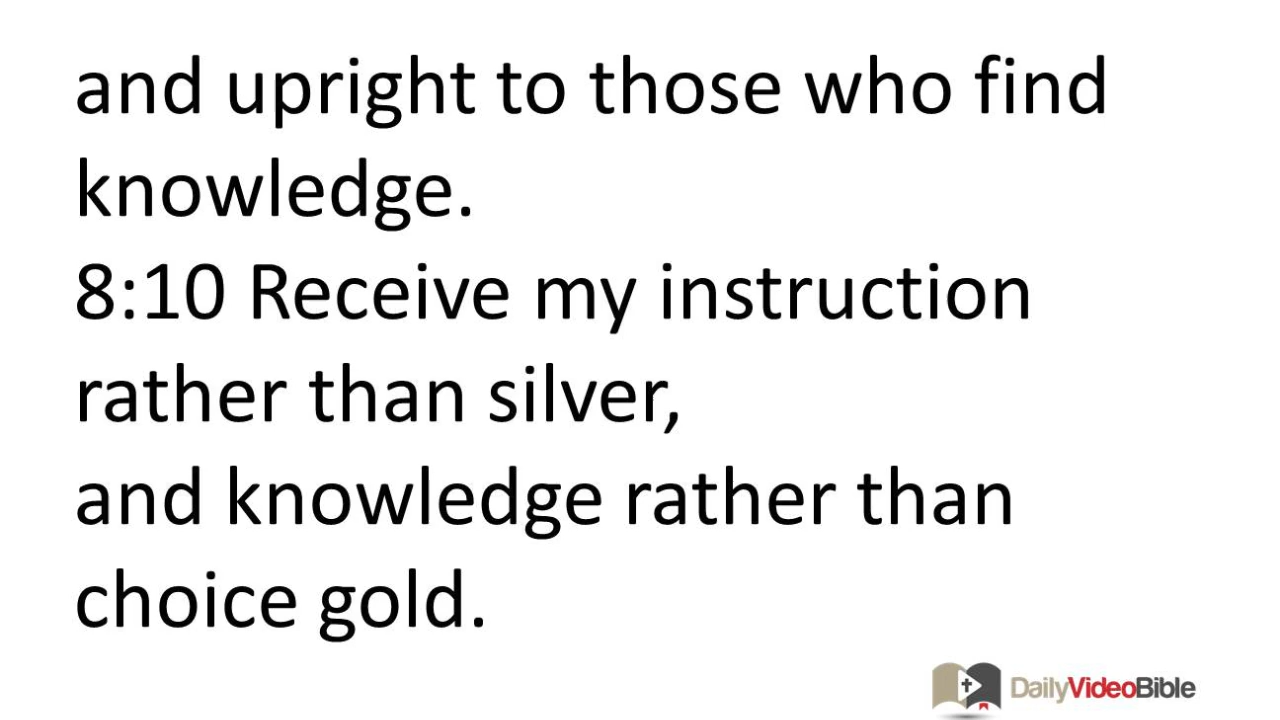 and upright to those who find
knowledge.
8:10 Receive my instruction
rather than silver,
and knowledge rather than
choice gold.
DailyVideoBible